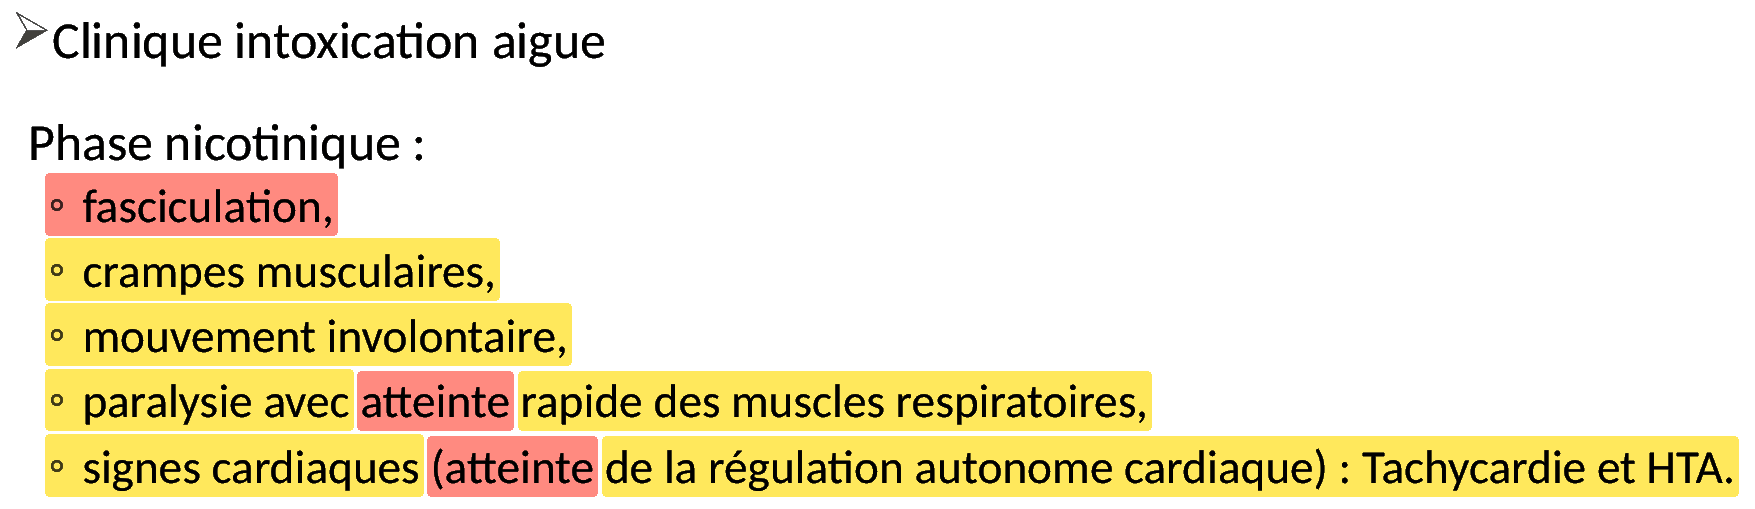 ➢Clinique intoxication aigue
Phase nicotinique :
◦ fasciculation,
◦ crampes musculaires,
◦ mouvement involontaire,
◦ paralysie avec atteinte rapide des muscles respiratoires,
◦ signes cardiaques (atteinte de la régulation autonome cardiaque) : Tachycardie et HTA.